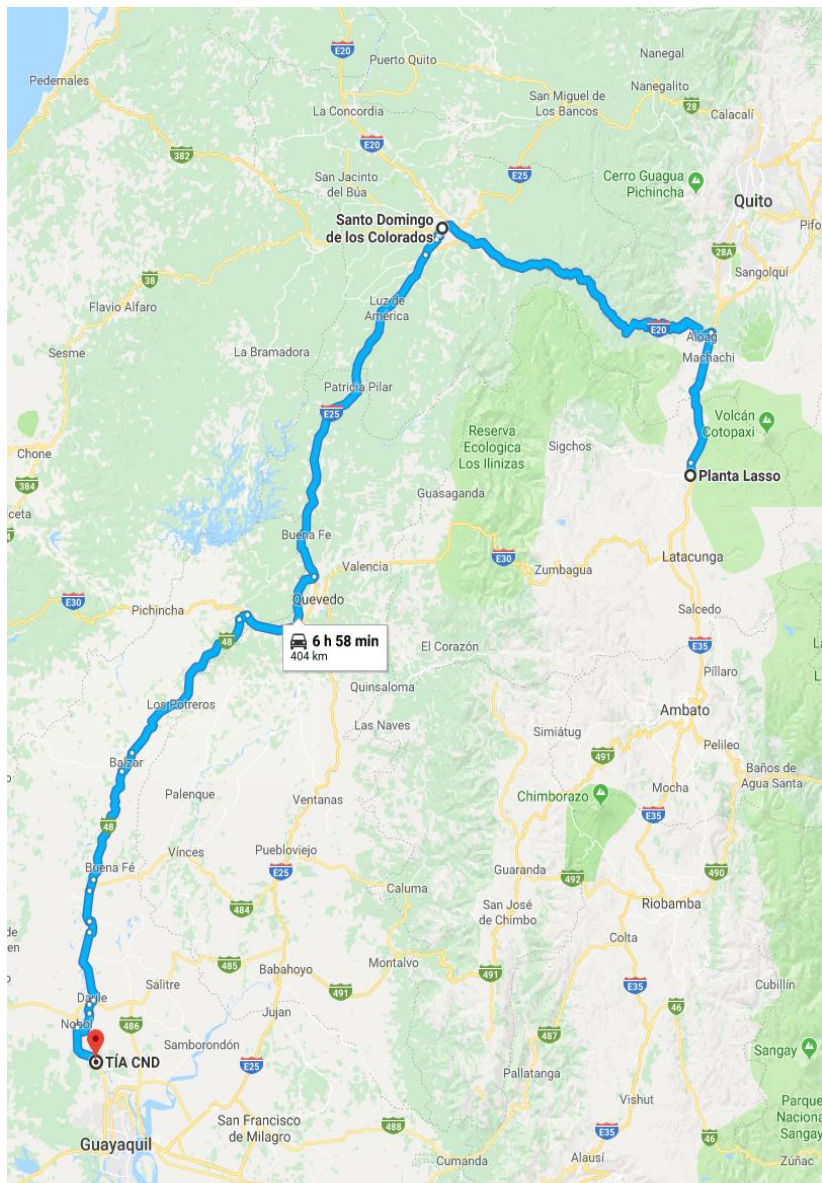 E20
Puerto Quito
Nanegal
Pedernales
Nanegalito
San Miguel de
Los Bancos
28
La Concordia
Calacalí
E20
382
E25
San Jacinto
del Búa
Cerro Guagua
Pichincha
Quito
Santo Domingo
de los Colorados
Pifo
28A
Sangolquí
38
Luz de
América
Flavio Alfaro
E20
Aloag
Sesme
La Bramadora
Machachi
Patricia Pilar
E25
Volcán
Cotopaxi
Reserva
Ecologica
Los Ilinizas
Chone
Sigchos
Planta Lasso
384
Guasaganda
ceta
Buena Fe
Valencia
E30
Zumbagua
Latacunga
E30
Pichincha
Quevedo
Salcedo
6 h 58 min
404 km
48
El Corazón
E35
Píllaro
Quinsaloma
Los Potreros
Ambato
Las Naves
Simiátug
Pelileo
491
Balzar
Baños de
Agua Santa
Palenque
Ventanas
Chimborazo
Mocha
48
E35
Vinces
Puebloviejo
Buena Fé
E25
Guaranda
492
490
Caluma
Riobamba
484
San José
de Chimbo
de
en
Colta
485
Montalvo
Babahoyo
491
Salitre
491
E35
Cubillín
Daule
46
Jujan
Nobol
486
487
Samborondón
Sangay
TÍA CND
E25
Pallatanga
Vishut
Parque
Naciona
Sangay
San Francisco
de Milagro
Guayaquil
488
E35
46
Cumanda
Alausí
Zúñac